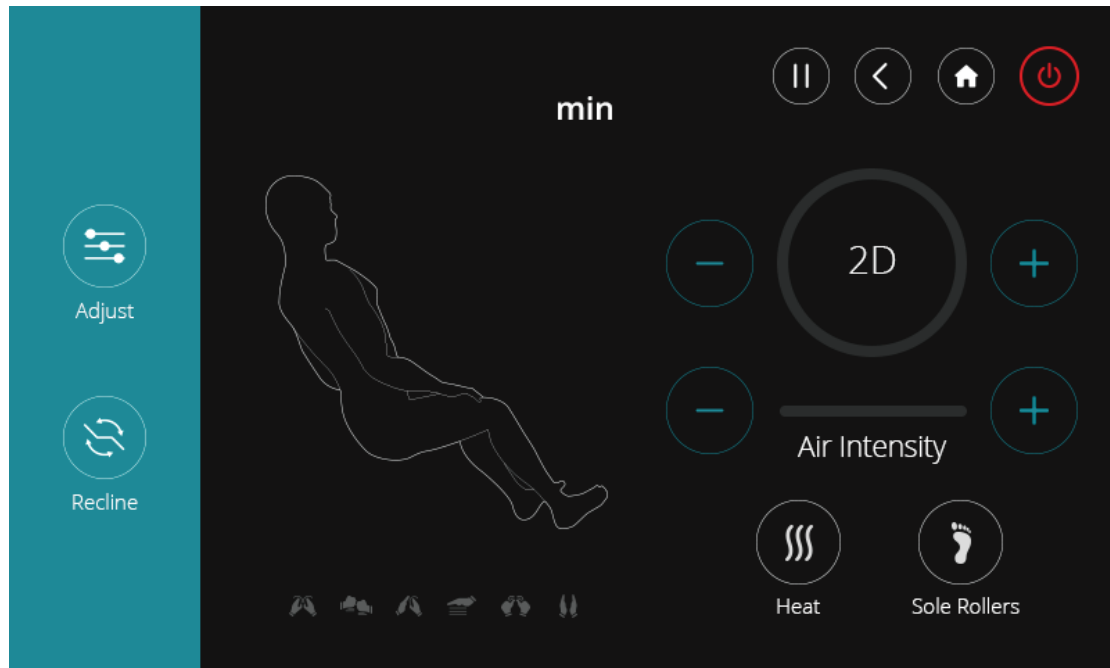 min
2D
Adjust
Air Intensity
Recline
Heat
Sole Rollers